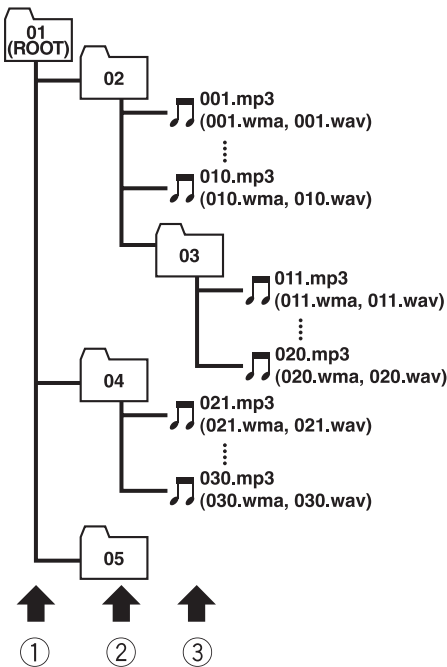 01
(ROOT)
02
001.mp3
(001.wma, 001.wav)
010.mp3
(010.wma, 010.wav)
03
011.mp3
(011.wma, 011.wav)
020.mp3
(020.wma, 020.wav)
04
021.mp3
(021.wma, 021.wav)
030.mp3
(030.wma, 030.wav)
05
① ② ③